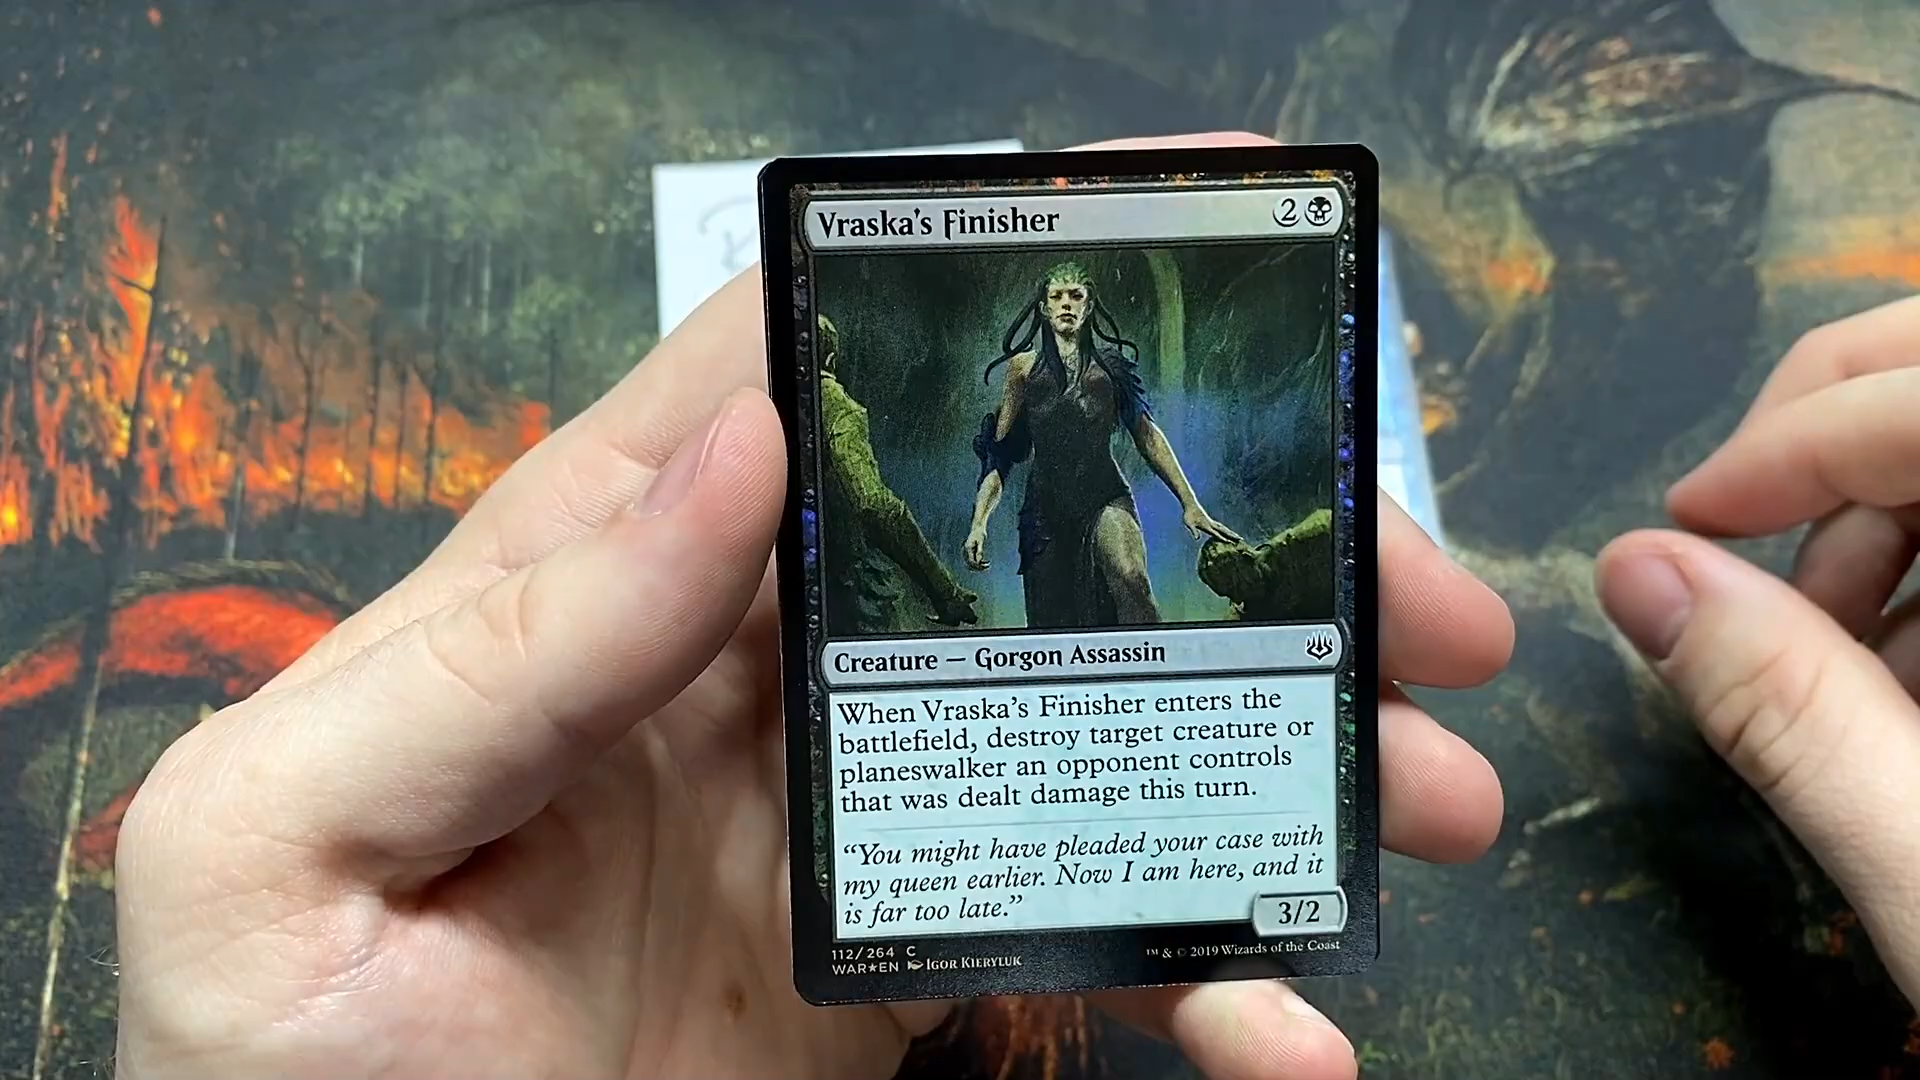 Vraska's Finisher 2
Creature — Gorgon Assassin
When Vraska's Finisher enters the
battlefield, destroy target creature or
planeswalker an opponent controls
that was dealt damage this turn.
“You might have pleaded your case with
my queen earlier. Now I am here, and it
is far too late.”
3/2
112/264 C
WAR★EN Igor Kieryluk
™ & © 2019 Wizards of the Coast